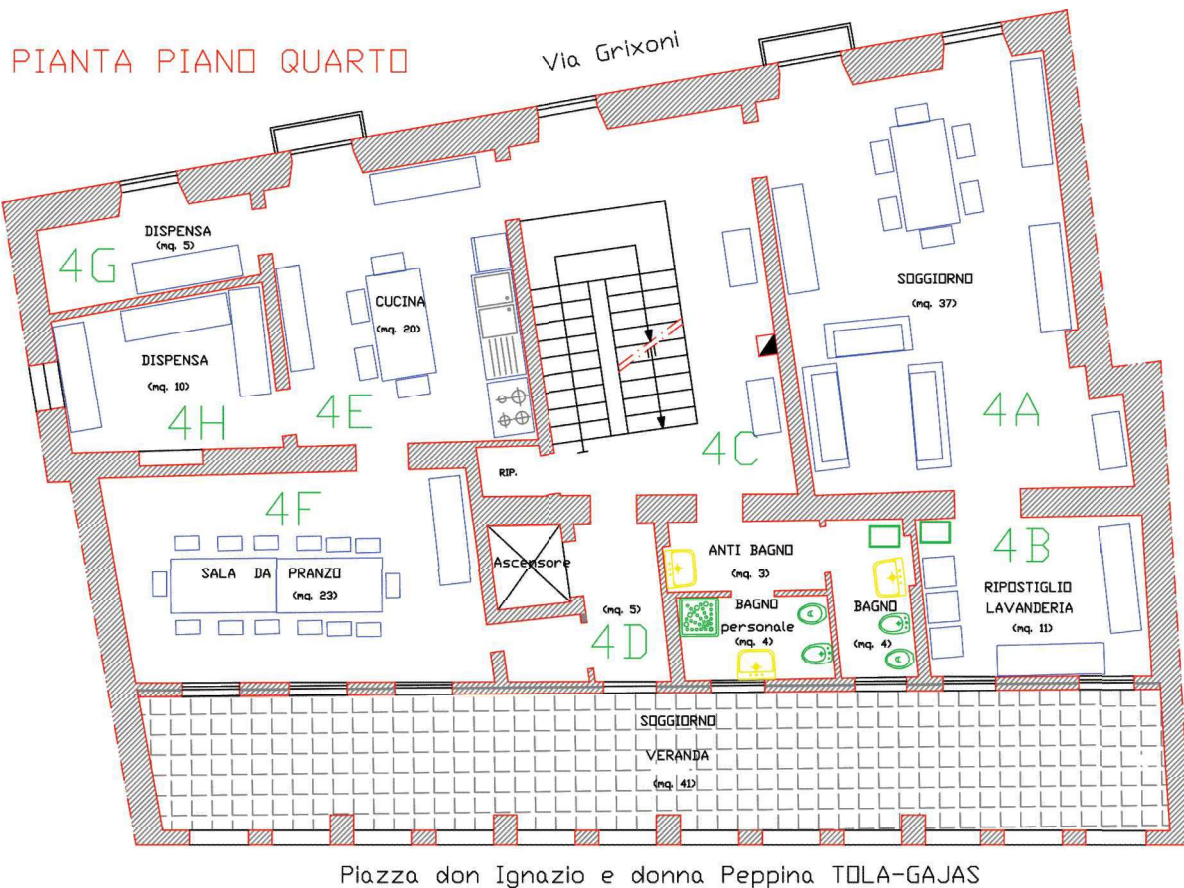 PIANTA PIANO QUARTO
Via Grixoni
DISPENSA
(mq. 5)
4G
CUCINA
(mq. 20)
SOGGIORNO
(mq. 37)
DISPENSA
(mq. 10)
4H
4E
4C
4A
RIP.
4F
SALA DA PRANZO
(mq. 23)
Ascensore
(mq. 5)
4D
ANTI BAGNO
(mq. 3)
BAGNO
personale
(mq. 4)
BAGNO
(mq. 4)
4B
RIPOSTIGLIO
LAVANDERIA
(mq. 11)
SOGGIORNO
VERANDA
(mq. 41)
Piazza don Ignazio e donna Peppina TOLA-GAJAS